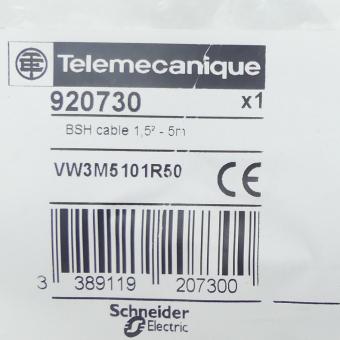 Telemecanique
920730 x1
BSH cable 1,5² - 5m
VW3M5101R50 CE
3 389119 207300
Schneider
Electric